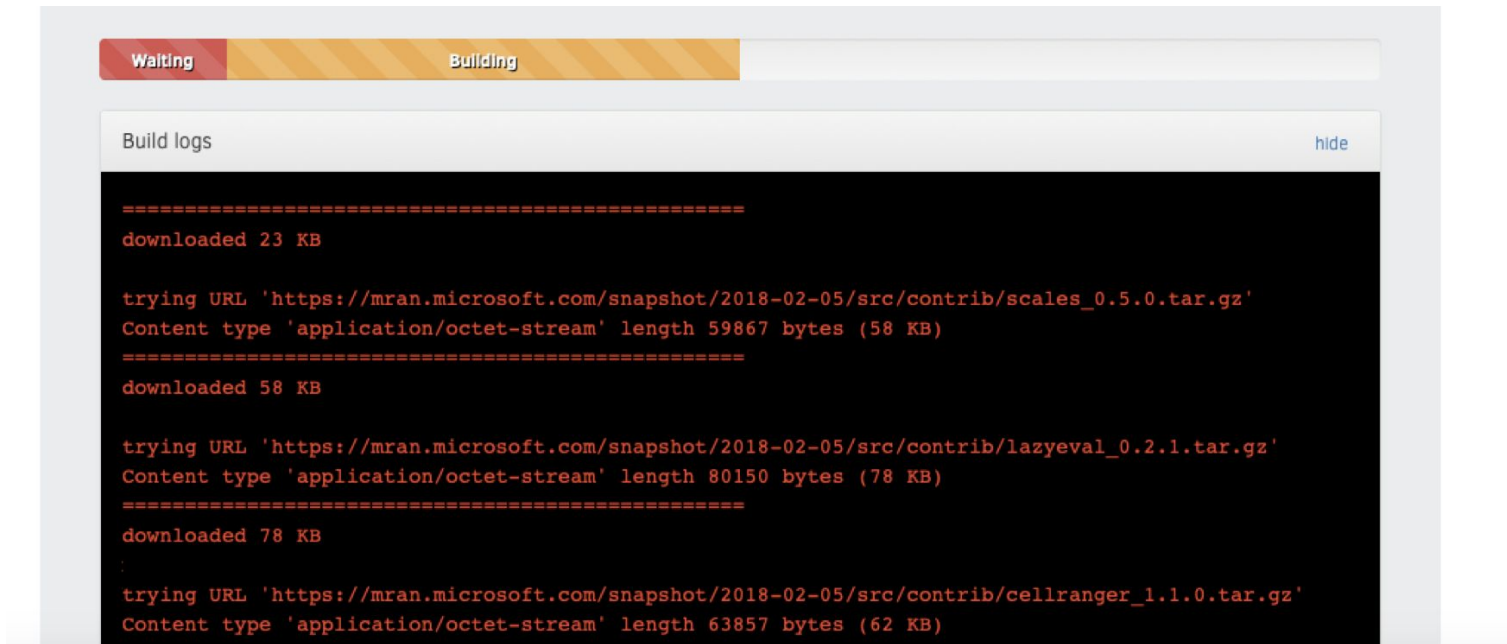 Waiting Building
Build logs hide
==================================================
downloaded 23 KB
trying URL 'https://mran.microsoft.com/snapshot/2018-02-05/src/contrib/scales_0.5.0.tar.gz'
Content type 'application/octet-stream' length 59867 bytes (58 KB)
==================================================
downloaded 58 KB
trying URL 'https://mran.microsoft.com/snapshot/2018-02-05/src/contrib/lazyeval_0.2.1.tar.gz'
Content type 'application/octet-stream' length 80150 bytes (78 KB)
==================================================
downloaded 78 KB
trying URL 'https://mran.microsoft.com/snapshot/2018-02-05/src/contrib/cellranger_1.1.0.tar.gz'
Content type 'application/octet-stream' length 63857 bytes (62 KB)